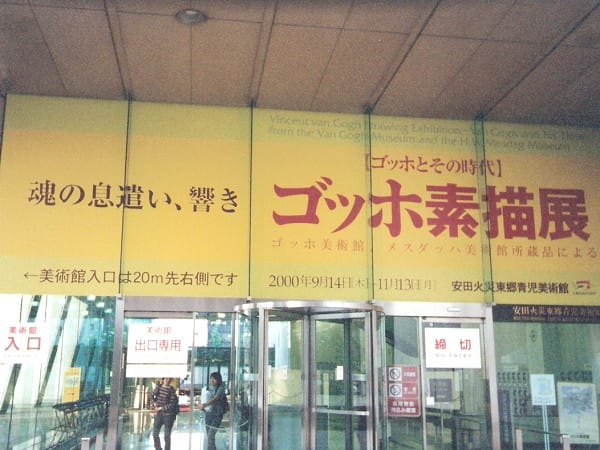 Vincent van Gogh Drawing Exhibition - Van Gogh and his Time
from the Van Gogh Museum and the H.W. Mesdag Museum
【ゴッホとその時代】
魂の息遣い、響き
ゴッホ素描展
ゴッホ美術館、メスダッハ美術館所蔵品による
←美術館入口は20m先右側です
2000年9月14日[木]-11月13日[月]
安田火災東郷青児美術館
美術館
入口
美術館
出口専用
締切
NO ENTRY
安田火災東郷青児美術館